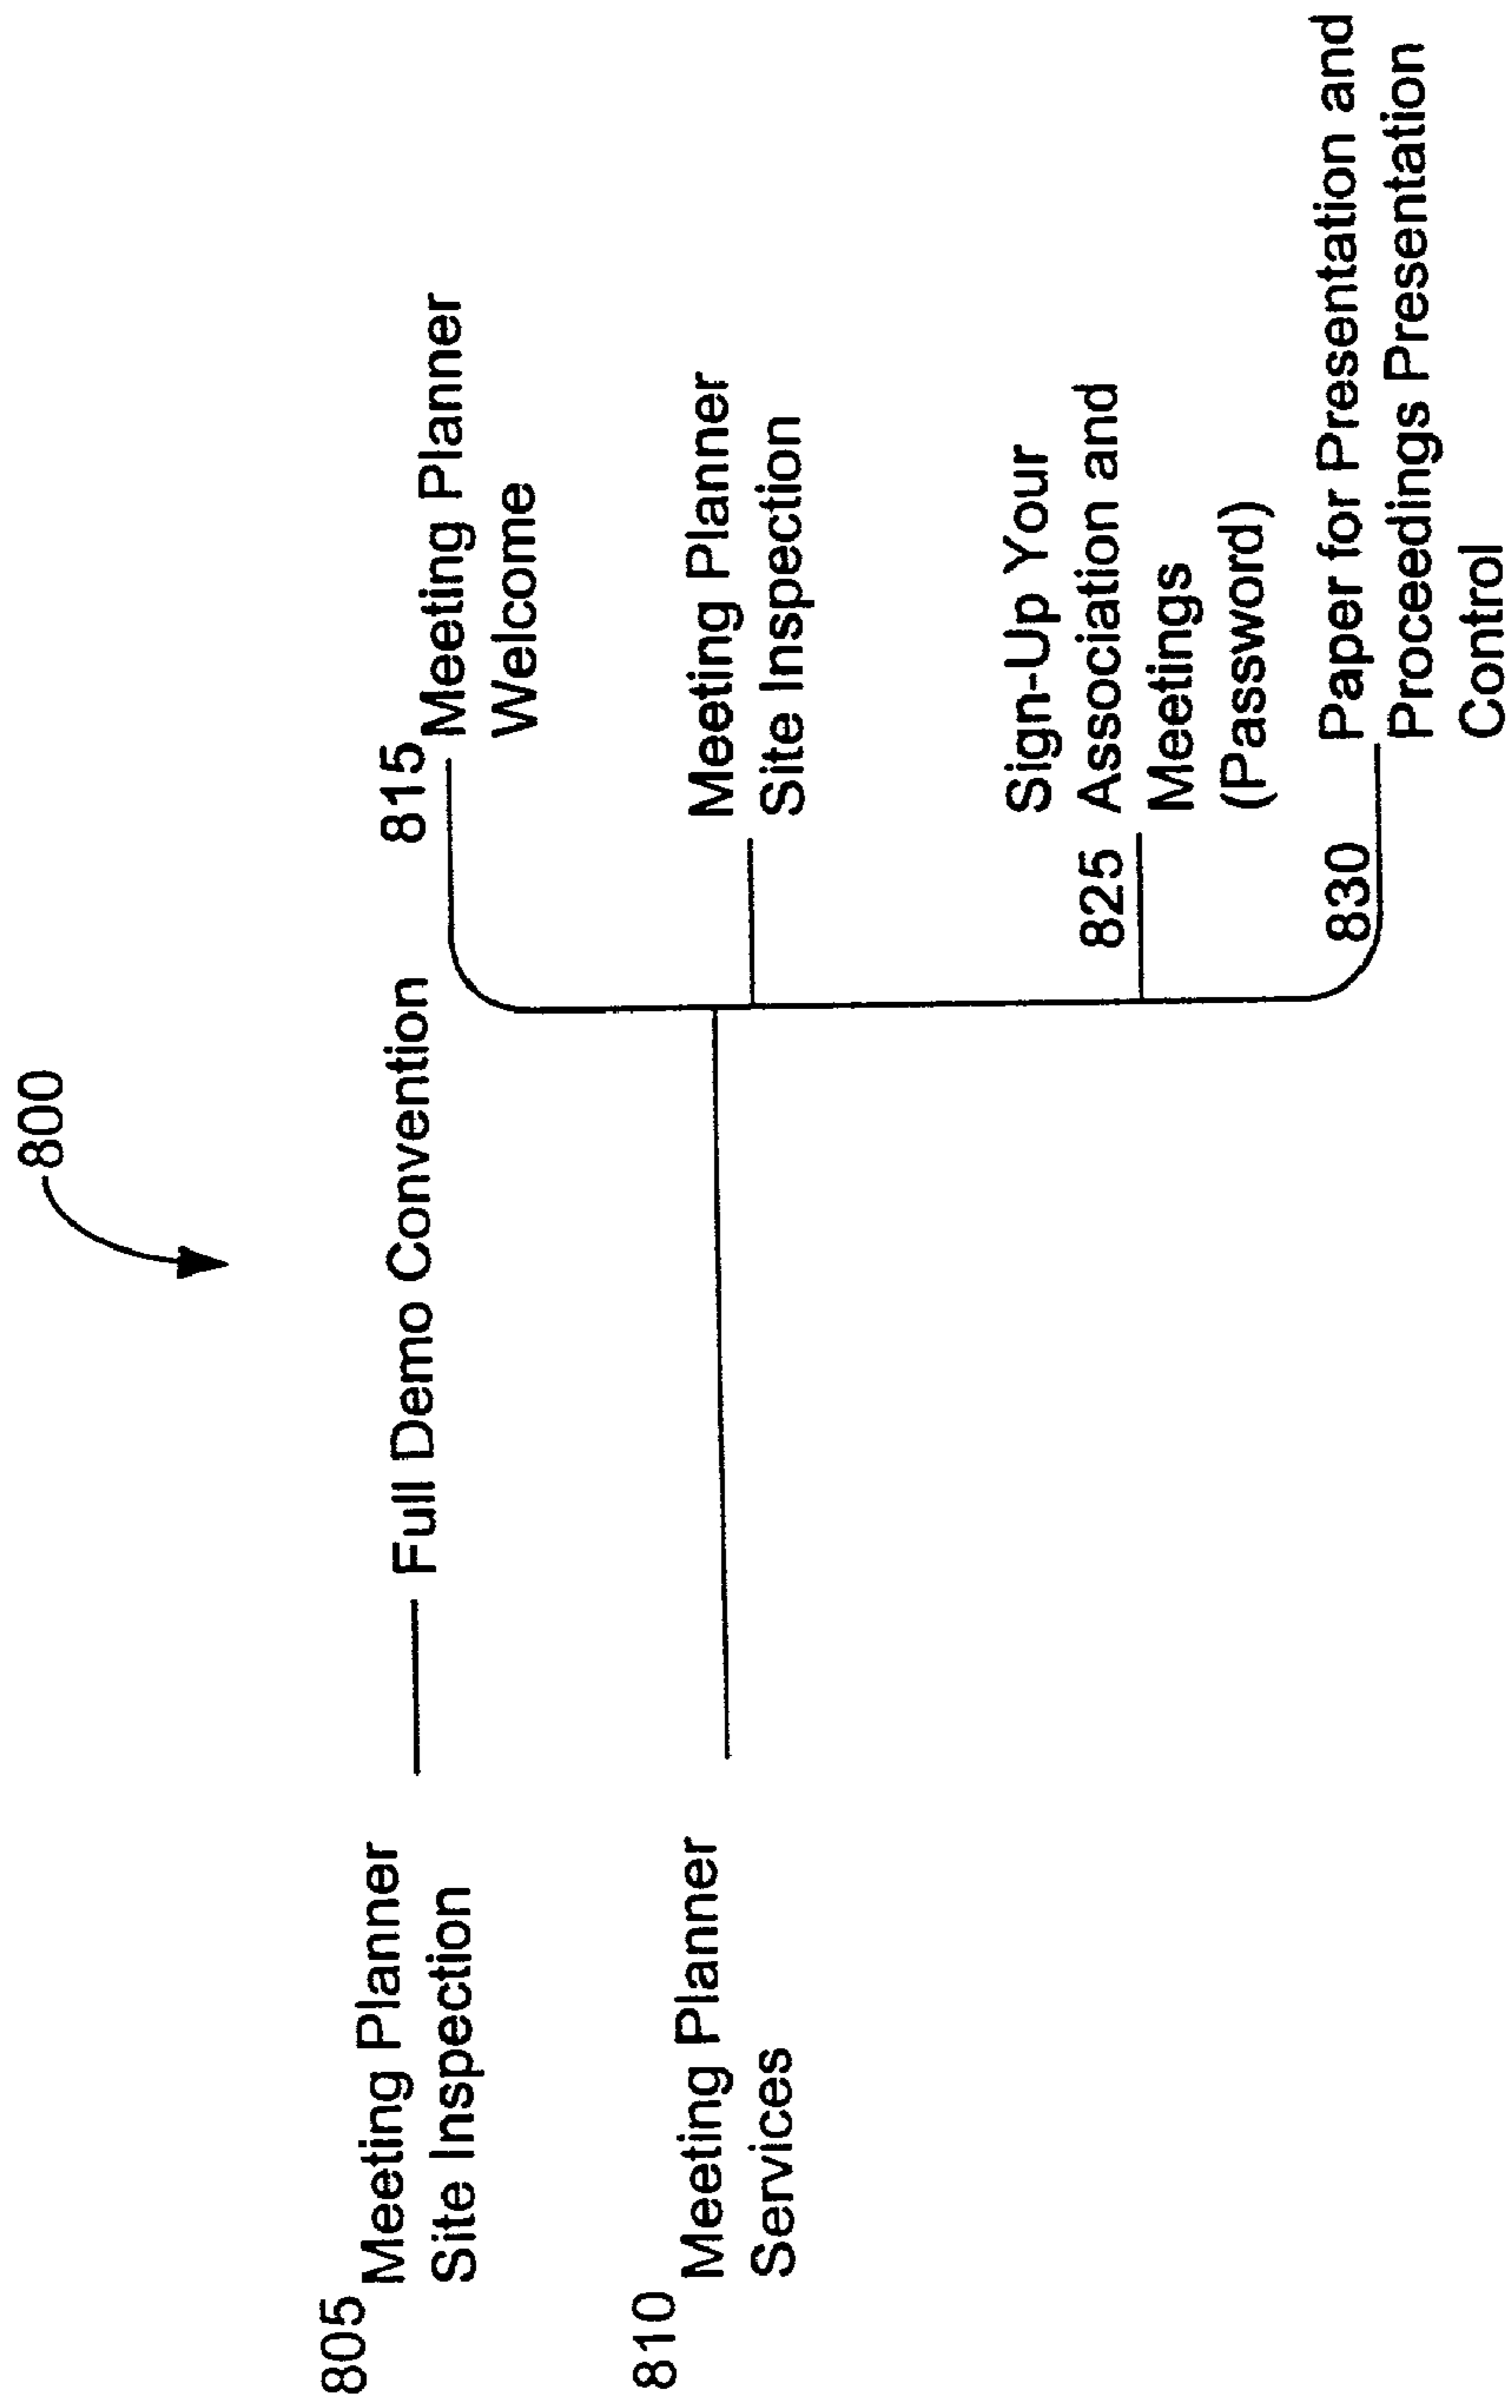 800
805
Meeting Planner
Site Inspection
Full Demo Convention
810
Meeting Planner
Services
815
Meeting Planner
Welcome
Meeting Planner
Site Inspection
825
Sign-Up Your
Association and
Meetings
(Password)
830
Paper for Presentation and
Proceedings Presentation
Control